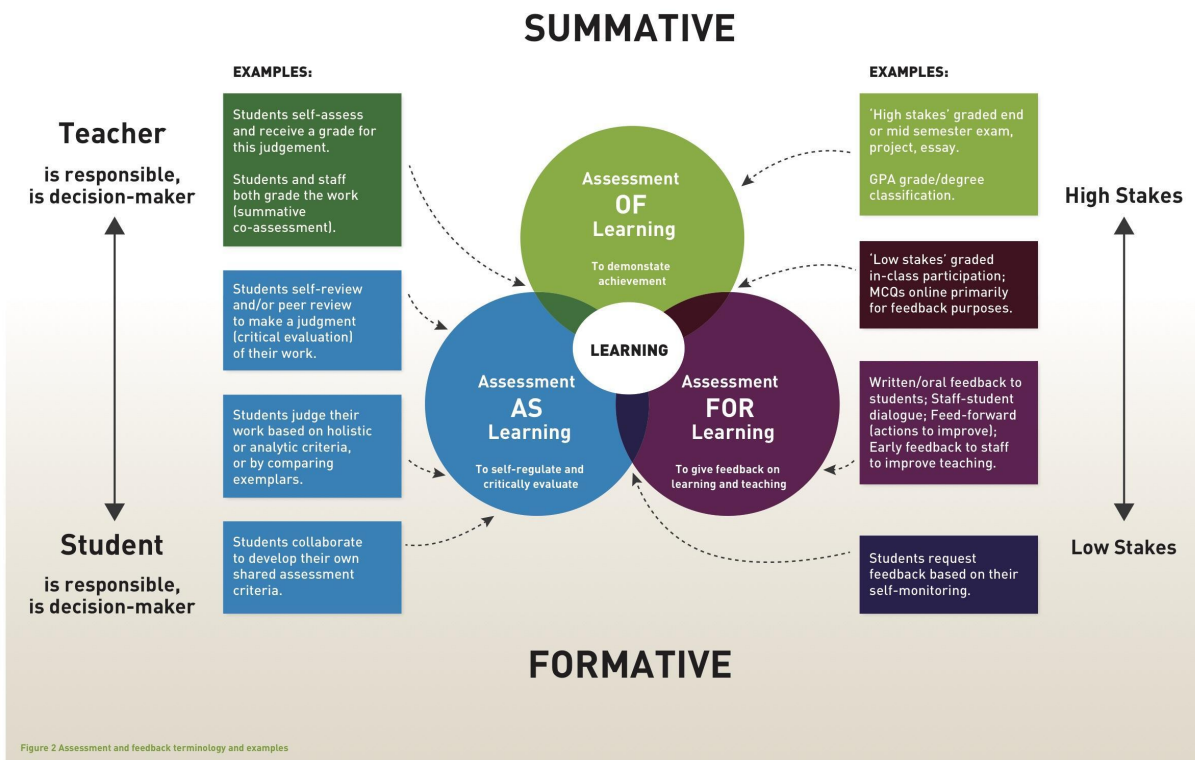 SUMMATIVE
EXAMPLES:
EXAMPLES:
Teacher
is responsible,
is decision-maker
Student
is responsible,
is decision-maker
Students self-assess
and receive a grade for
this judgement.
Students and staff
both grade the work
(summative
co-assessment).
Students self-review
and/or peer review
to make a judgment
(critical evaluation)
of their work.
Students judge their
work based on holistic
or analytic criteria,
or by comparing
exemplars.
Students collaborate
to develop their own
shared assessment
criteria.
Assessment
OF
Learning
To demonstate
achievement
LEARNING
Assessment
AS
Learning
To self-regulate and
critically evaluate
Assessment
FOR
Learning
To give feedback on
learning and teaching
‘High stakes’ graded end
or mid semester exam,
project, essay.
GPA grade/degree
classification.
‘Low stakes’ graded
in-class participation;
MCQs online primarily
for feedback purposes.
Written/oral feedback to
students; Staff-student
dialogue; Feed-forward
(actions to improve);
Early feedback to staff
to improve teaching.
Students request
feedback based on their
self-monitoring.
High Stakes
Low Stakes
FORMATIVE
Figure 2 Assessment and feedback terminology and examples